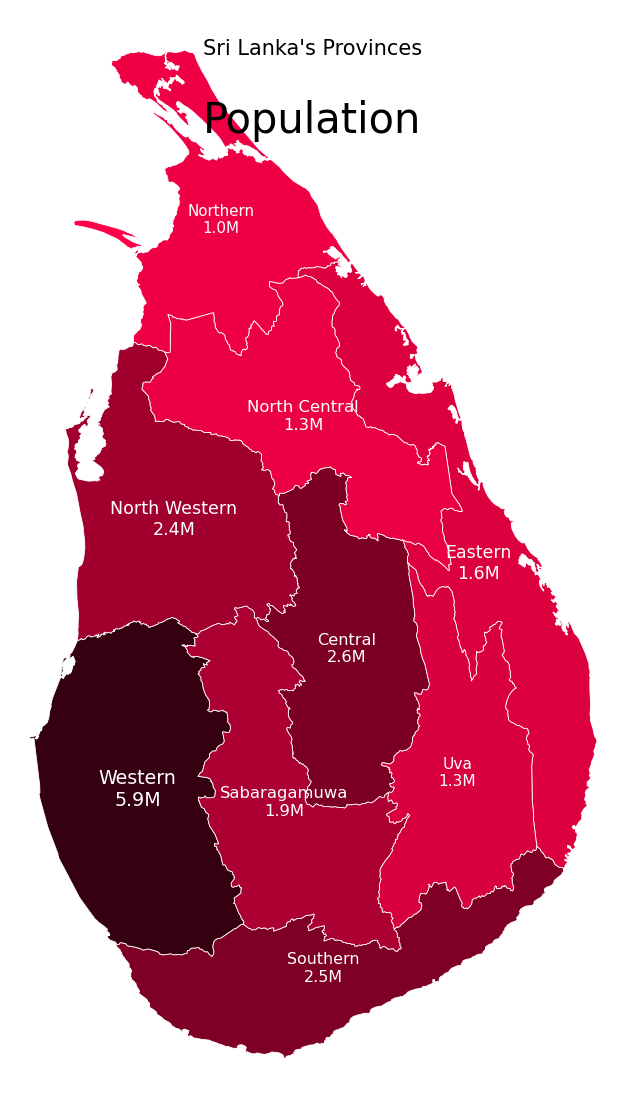 Sri Lanka's Provinces
Population
Northern
1.0M
North Central
1.3M
North Western
2.4M
Eastern
1.6M
Central
2.6M
Uva
1.3M
Western
5.9M
Sabaragamuwa
1.9M
Southern
2.5M